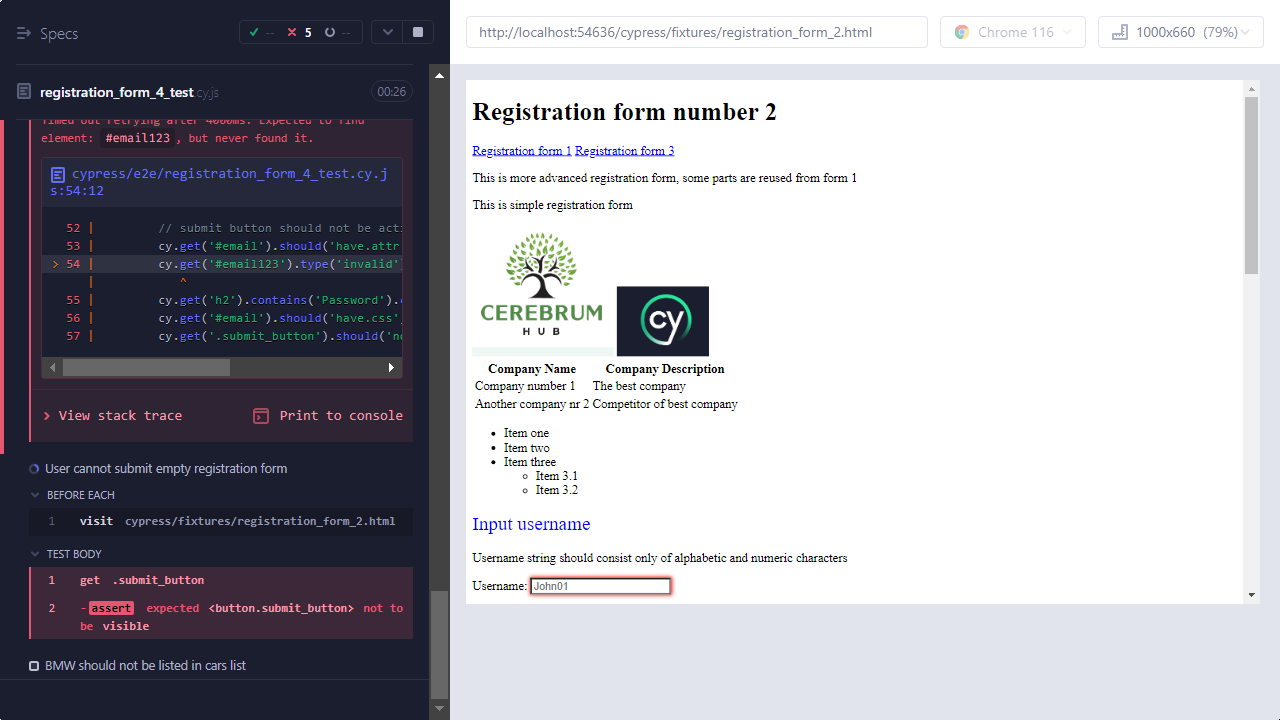 Specs
-- 5 --
registration_form_4_test.cy.js 00:26
Timed out retrying after 4000ms: Expected to find
element: #email123, but never found it.
cypress/e2e/registration_form_4_test.cy.j
s:54:12
52 | // submit button should not be acti
53 | cy.get('#email').should('have.attr
> 54 | cy.get('#email123').type('invalid'
| ^
55 | cy.get('h2').contains('Password').c
56 | cy.get('#email').should('have.css',
57 | cy.get('.submit_button').should('no
View stack trace Print to console
User cannot submit empty registration form
BEFORE EACH
1 visit cypress/fixtures/registration_form_2.html
TEST BODY
1 get .submit_button
2 -assert expected <button.submit_button> not to
be visible
BMW should not be listed in cars list
http://localhost:54636/cypress/fixtures/registration_form_2.html Chrome 116 1000x660 (79%)
Registration form number 2
Registration form 1 Registration form 3
This is more advanced registration form, some parts are reused from form 1
This is simple registration form
CEREBRUM
HUB
cy
Company Name Company Description
Company number 1 The best company
Another company nr 2 Competitor of best company
Item one
Item two
Item three
Item 3.1
Item 3.2
Input username
Username string should consist only of alphabetic and numeric characters
Username: John01